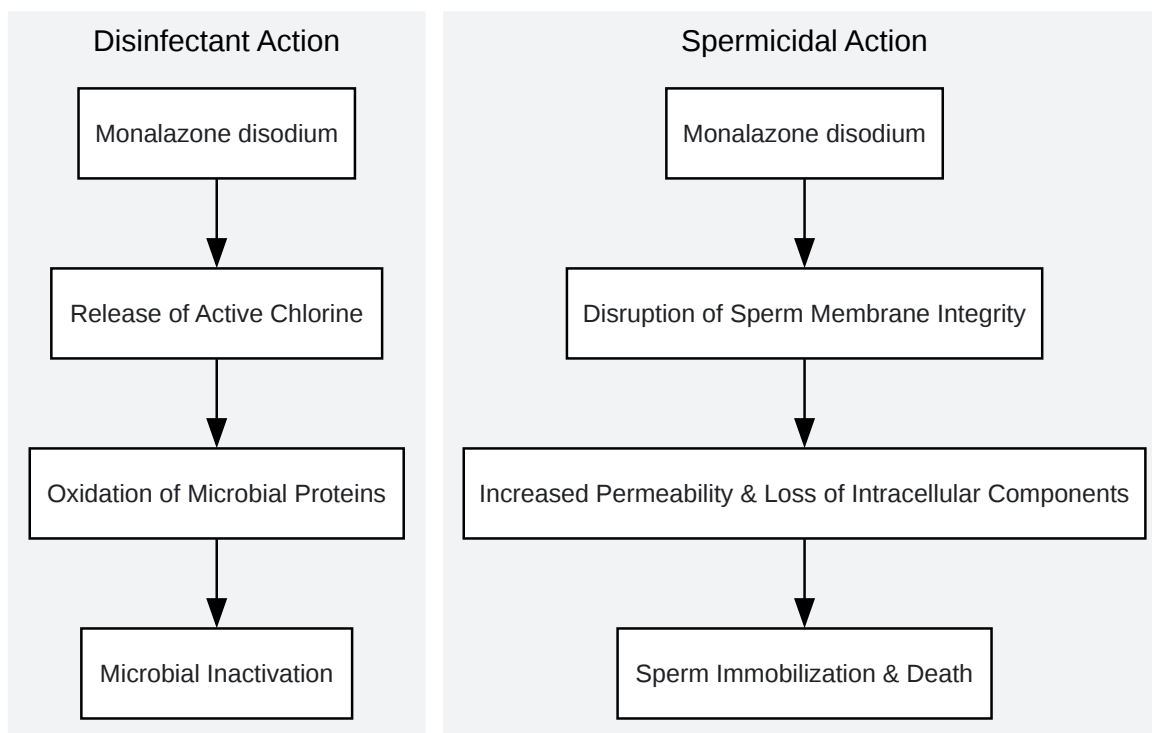 Disinfectant Action
Monalazone disodium
Release of Active Chlorine
Oxidation of Microbial Proteins
Microbial Inactivation
Spermicidal Action
Monalazone disodium
Disruption of Sperm Membrane Integrity
Increased Permeability & Loss of Intracellular Components
Sperm Immobilization & Death